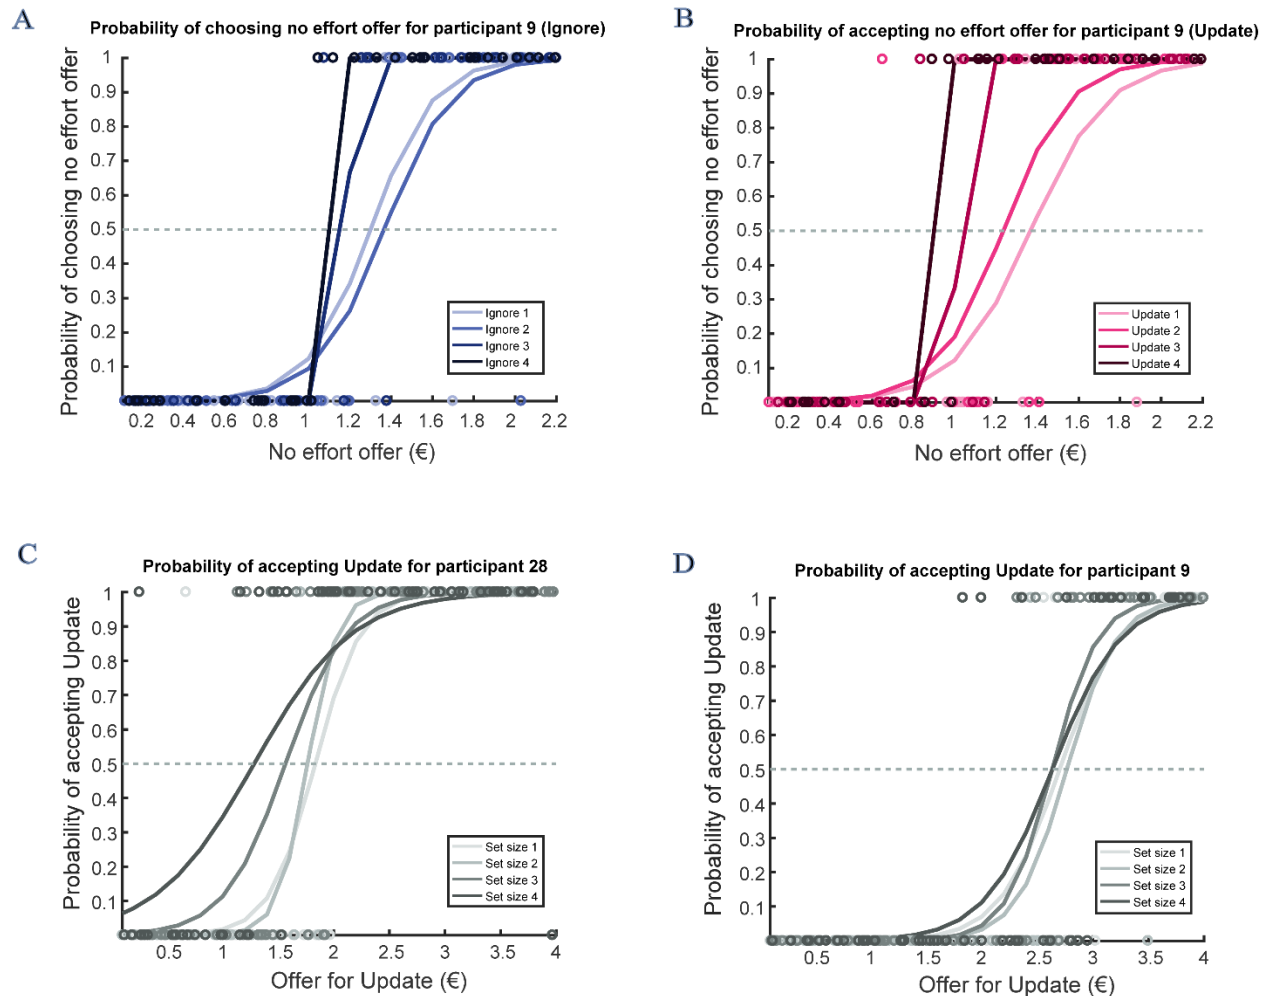 A
Probability of choosing no effort offer for participant 9 (Ignore)
Probability of choosing no effort offer
1
0.9
0.8
0.7
0.6
0.5
0.4
0.3
0.2
0.1
Ignore 1
Ignore 2
Ignore 3
Ignore 4
0.2 0.4 0.6 0.8 1 1.2 1.4 1.6 1.8 2 2.2
No effort offer (€)
B
Probability of accepting no effort offer for participant 9 (Update)
Probability of choosing no effort offer
1
0.9
0.8
0.7
0.6
0.5
0.4
0.3
0.2
0.1
Update 1
Update 2
Update 3
Update 4
0.2 0.4 0.6 0.8 1 1.2 1.4 1.6 1.8 2 2.2
No effort offer (€)
C
Probability of accepting Update for participant 28
Probability of accepting Update
1
0.9
0.8
0.7
0.6
0.5
0.4
0.3
0.2
0.1
Set size 1
Set size 2
Set size 3
Set size 4
0.5 1 1.5 2 2.5 3 3.5 4
Offer for Update (€)
D
Probability of accepting Update for participant 9
Probability of accepting Update
1
0.9
0.8
0.7
0.6
0.5
0.4
0.3
0.2
0.1
Set size 1
Set size 2
Set size 3
Set size 4
0.5 1 1.5 2 2.5 3 3.5 4
Offer for Update (€)